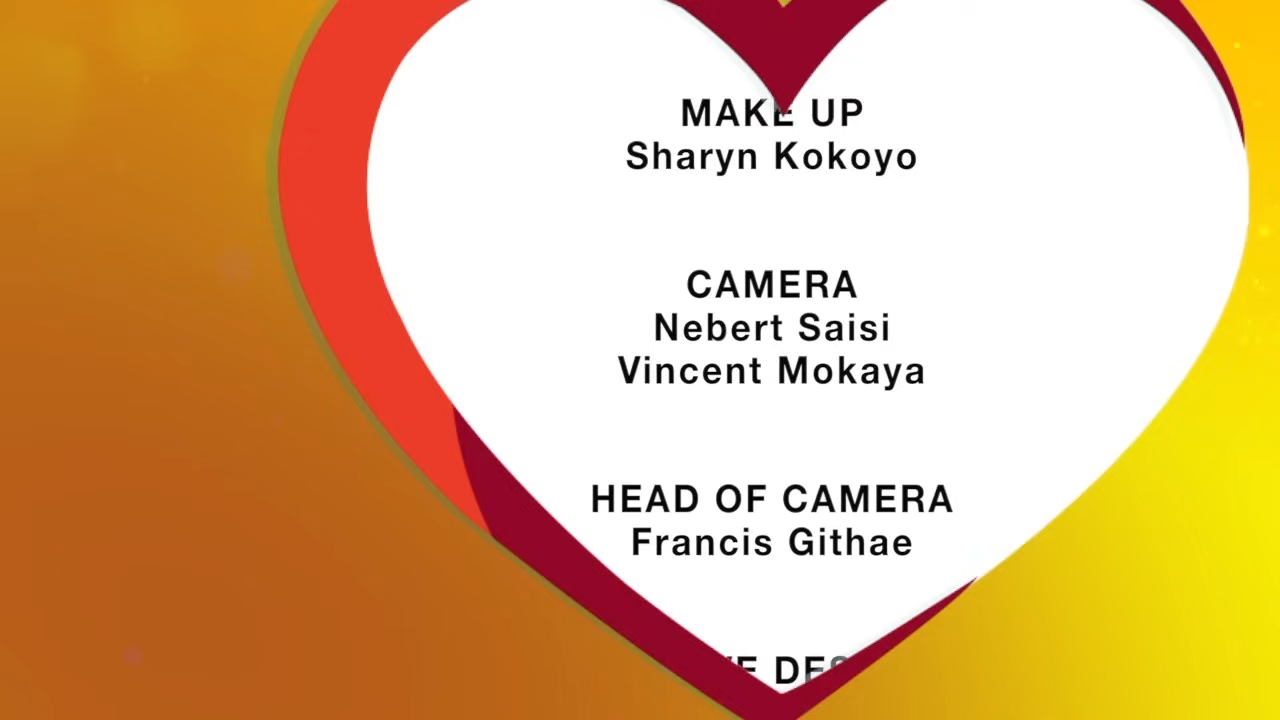 MAKE UP
Sharyn Kokoyo
CAMERA
Nebert Saisi
Vincent Mokaya
HEAD OF CAMERA
Francis Githae